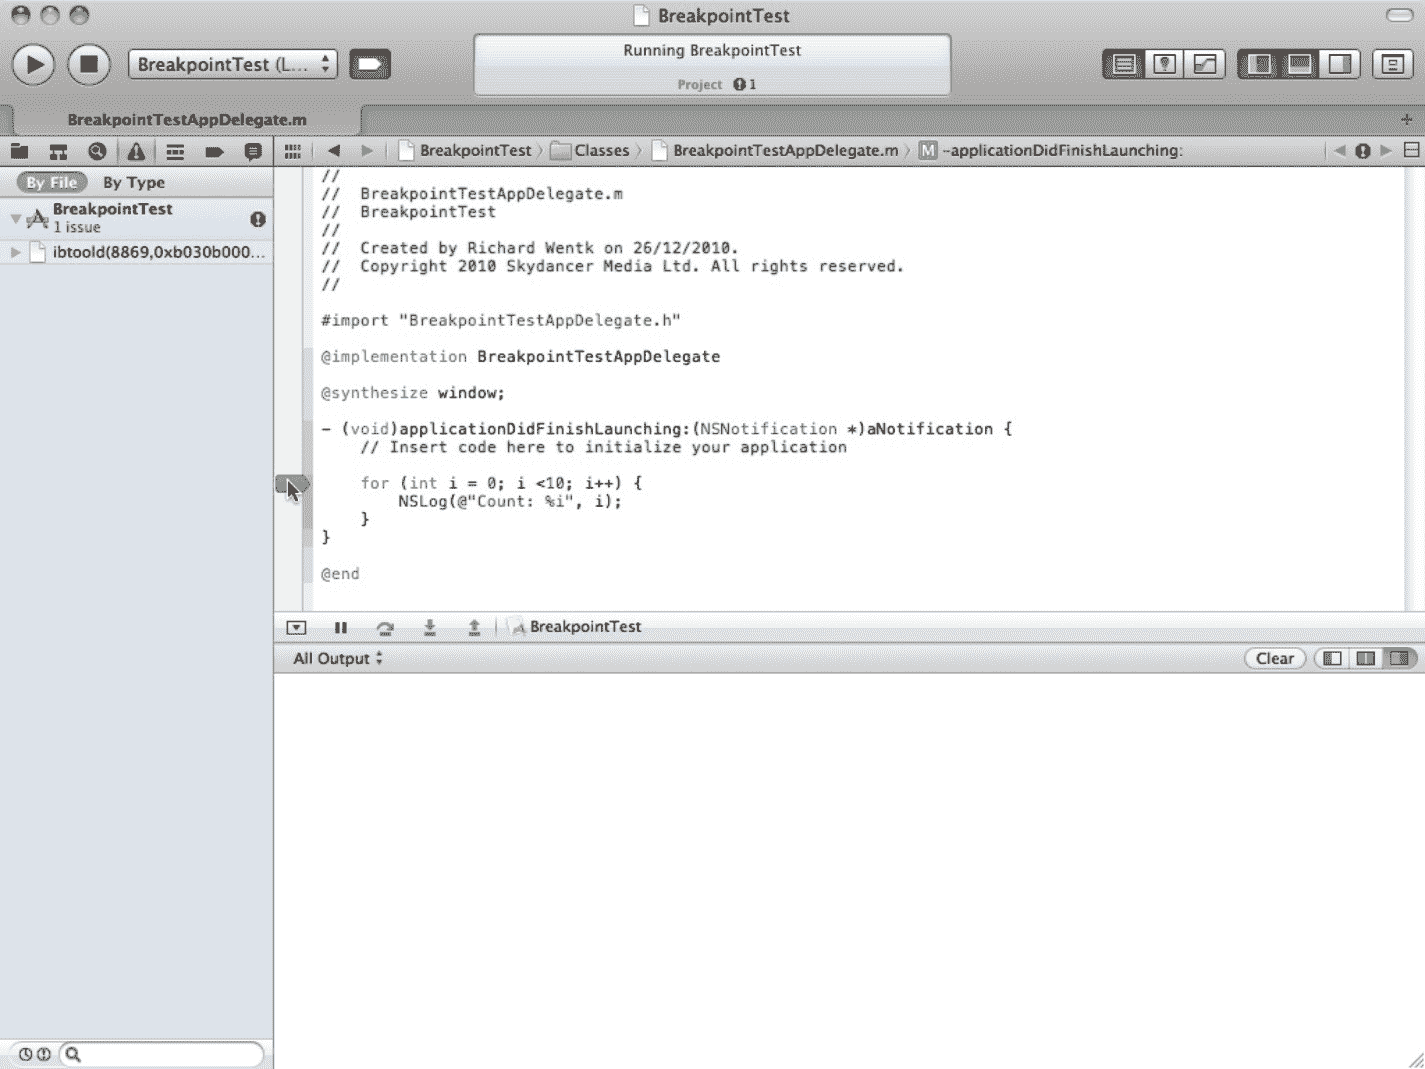 BreakpointTest
BreakpointTest (L...
Running BreakpointTest
Project 1
BreakpointTestAppDelegate.m
BreakpointTest
Classes
BreakpointTestAppDelegate.m
M -applicationDidFinishLaunching:
By File By Type
BreakpointTest
1 issue
ibtoold(8869,0xb030b000...
//
// BreakpointTestAppDelegate.m
// BreakpointTest
//
// Created by Richard Wentk on 26/12/2010.
// Copyright 2010 Skydancer Media Ltd. All rights reserved.
//
#import "BreakpointTestAppDelegate.h"
@implementation BreakpointTestAppDelegate
@synthesize window;
- (void)applicationDidFinishLaunching:(NSNotification *)aNotification {
// Insert code here to initialize your application
for (int i = 0; i <10; i++) {
NSLog(@"Count: %i", i);
}
}
@end
BreakpointTest
All Output
Clear